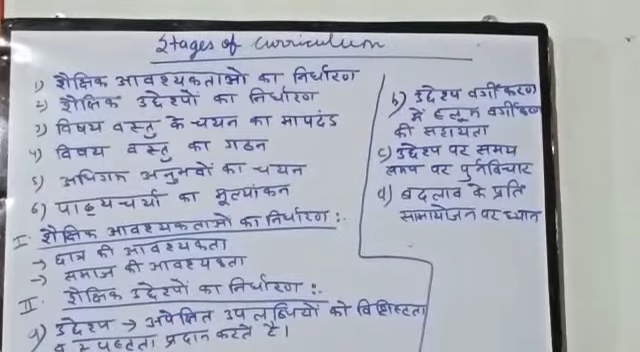 Stages of curriculum
1) शैक्षिक आवश्यकताओं का निर्धारण
2) शैक्षिक उद्देश्यों का निर्धारण
3) विषय वस्तु के चयन का मापदंड
4) विषय वस्तु का गठन
5) अधिगम अनुभवों का चयन
6) पाठ्यचर्या का मूल्यांकन
I. शैक्षिक आवश्यकताओं का निर्धारण :-
→ छात्र की आवश्यकता
→ समाज की आवश्यकता
II. शैक्षिक उद्देश्यों का निर्धारण :-
a) उद्देश्य → अपेक्षित उपलब्धियों को विशिष्टता
व स्पष्टता प्रदान करते है।
b) उद्देश्य वर्गीकरण
में ब्लूम वर्गीकरण
की सहायता
c) उद्देश्य पर समय
समय पर पुर्नविचार
d) बदलाव के प्रति
सामायोजन पर ध्यान